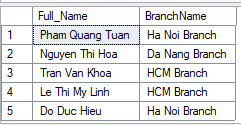 Full_Name BranchName
1 Pham Quang Tuan Ha Noi Branch
2 Nguyen Thi Hoa Da Nang Branch
3 Tran Van Khoa HCM Branch
4 Le Thi My Linh HCM Branch
5 Do Duc Hieu Ha Noi Branch